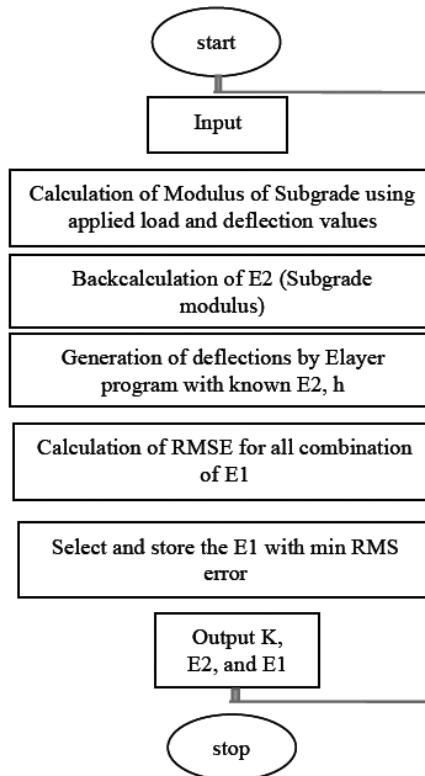 start
Input
Calculation of Modulus of Subgrade using
applied load and deflection values
Backcalculation of E2 (Subgrade
modulus)
Generation of deflections by Elayer
program with known E2, h
Calculation of RMSE for all combination
of E1
Select and store the E1 with min RMS
error
Output K,
E2, and E1
stop